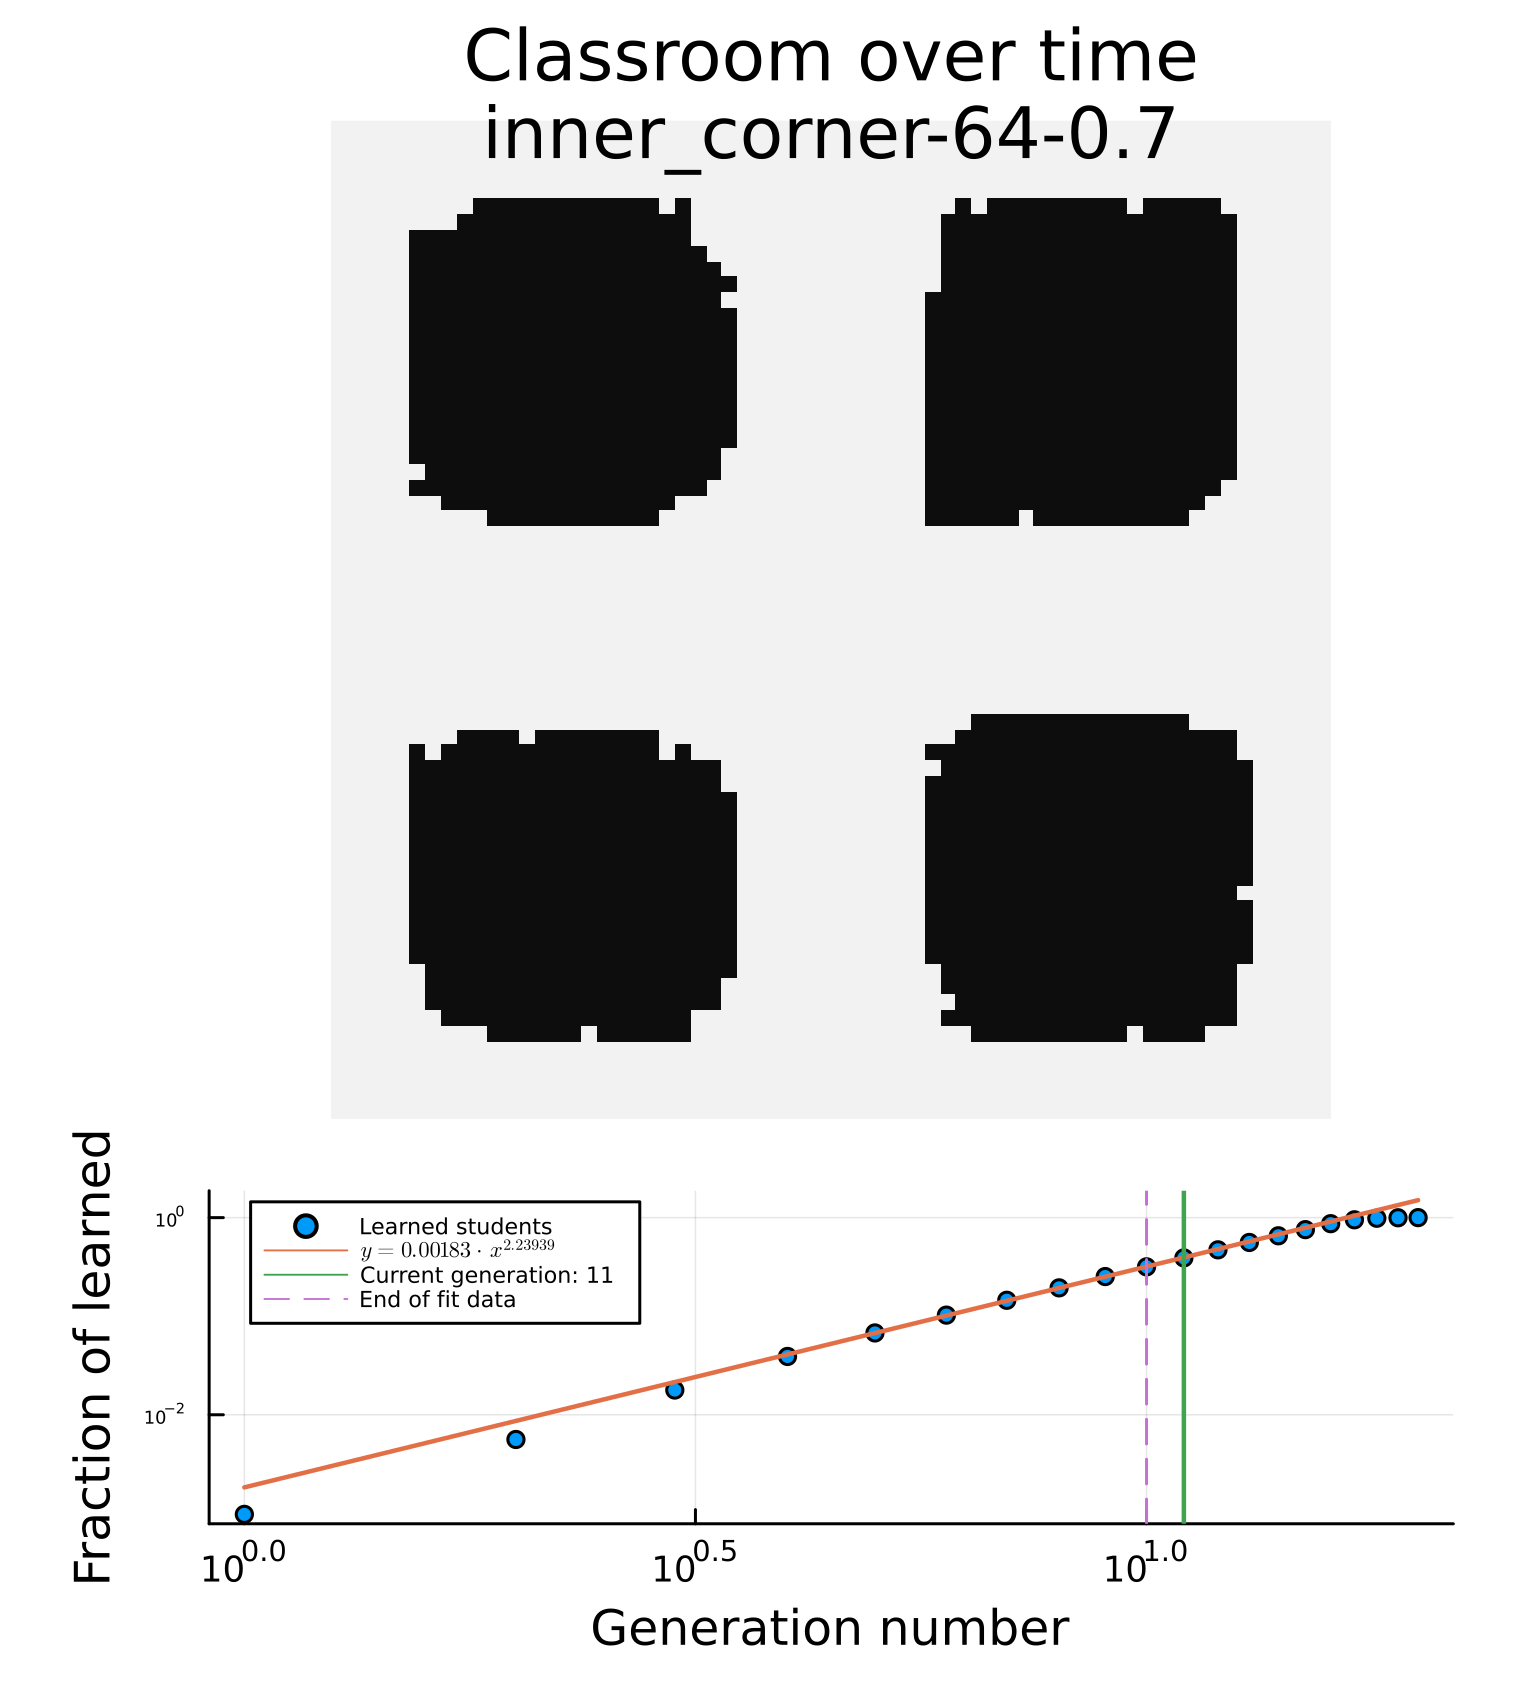 Classroom over time
inner_corner-64-0.7
Fraction of learned
10^0
10^−2
Learned students
y = 0.00183 · x^2.23939
Current generation: 11
End of fit data
10^0.0
10^0.5
10^1.0
Generation number